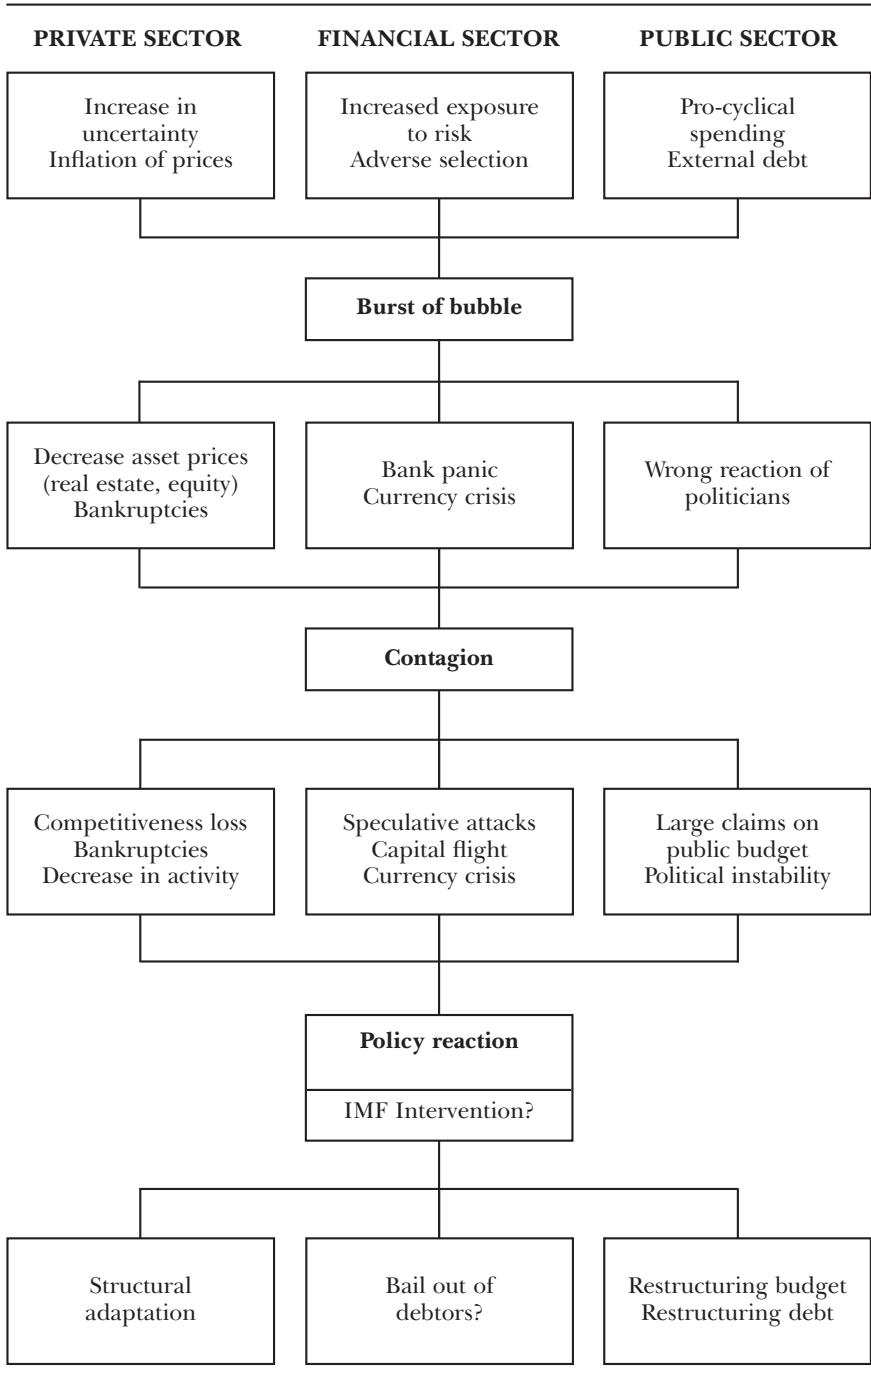 PRIVATE SECTOR
FINANCIAL SECTOR
PUBLIC SECTOR
Increase in
uncertainty
Inflation of prices
Increased exposure
to risk
Adverse selection
Pro-cyclical
spending
External debt
Burst of bubble
Decrease asset prices
(real estate, equity)
Bankruptcies
Bank panic
Currency crisis
Wrong reaction of
politicians
Contagion
Competitiveness loss
Bankruptcies
Decrease in activity
Speculative attacks
Capital flight
Currency crisis
Large claims on
public budget
Political instability
Policy reaction
IMF Intervention?
Structural
adaptation
Bail out of
debtors?
Restructuring budget
Restructuring debt